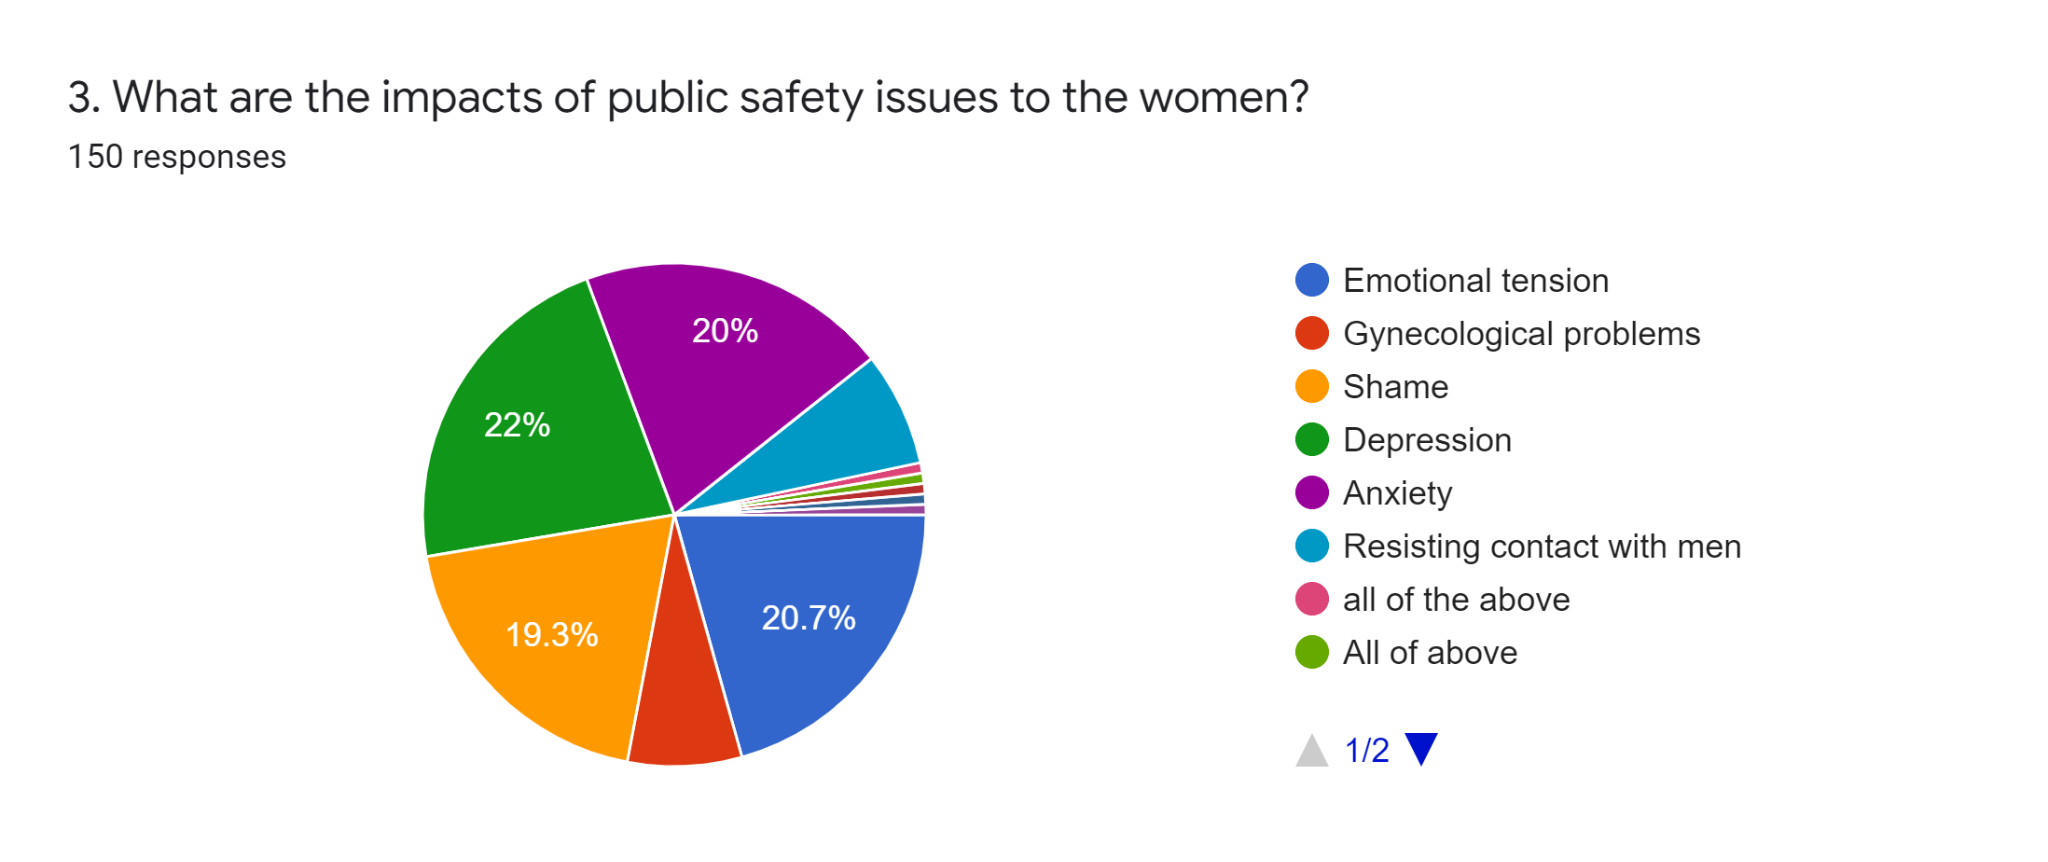 3. What are the impacts of public safety issues to the women?
150 responses
20%
22%
19.3%
20.7%
Emotional tension
Gynecological problems
Shame
Depression
Anxiety
Resisting contact with men
all of the above
All of above
1/2